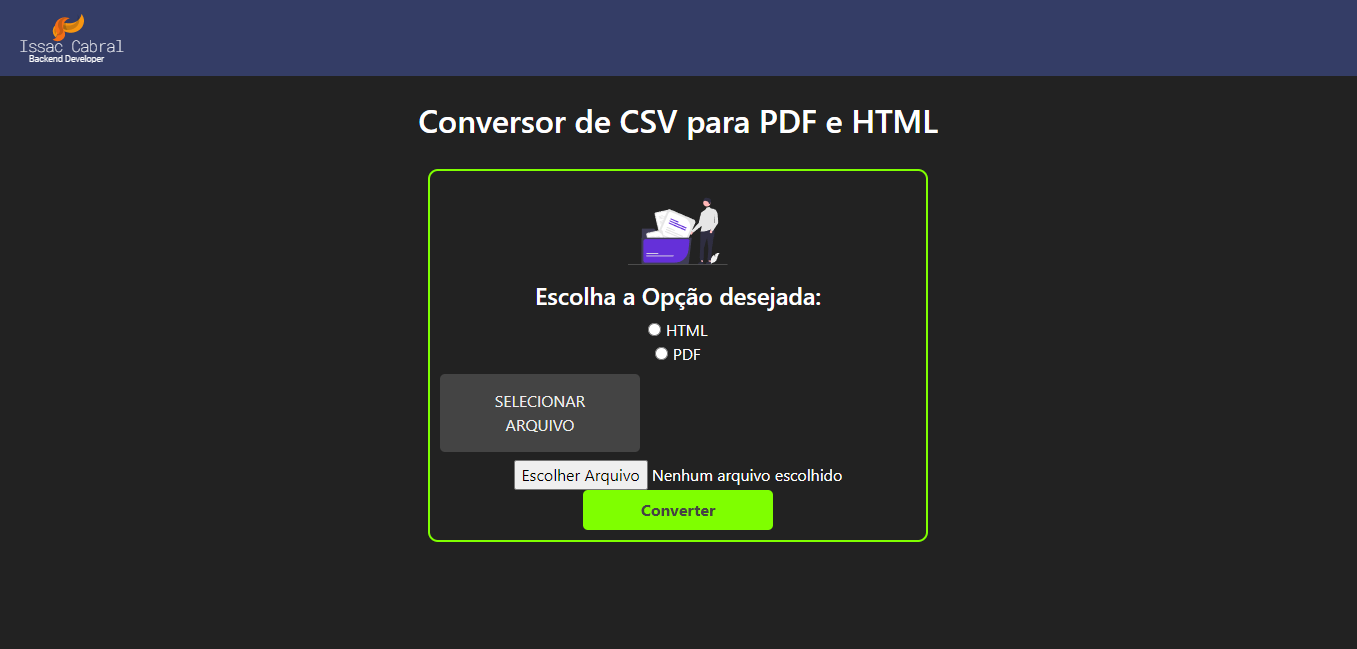 Issac Cabral
Backend Developer
Conversor de CSV para PDF e HTML
Escolha a Opção desejada:
HTML
PDF
SELECIONAR
ARQUIVO
Escolher Arquivo Nenhum arquivo escolhido
Converter